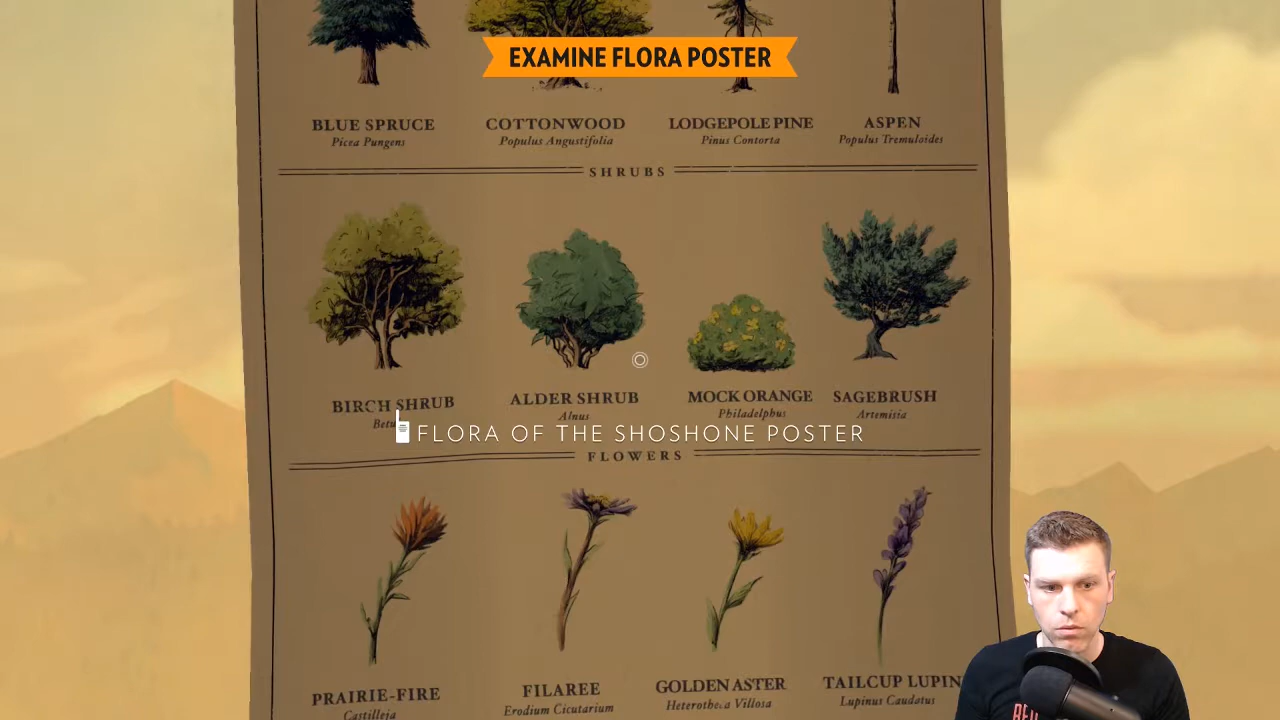 EXAMINE FLORA POSTER
BLUE SPRUCE COTTONWOOD LODGEPOLE PINE ASPEN
Picea Pungens Populus Angustifolia Pinus Contorta Populus Tremuloides
SHRUBS
BIRCH SHRUB ALDER SHRUB MOCK ORANGE SAGEBRUSH
Alnus Philadelphus Artemisia
FLORA OF THE SHOSHONE POSTER
FLOWERS
PRAIRIE-FIRE FILAREE GOLDEN ASTER TAILCUP LUPIN
Castilleja Erodium Cicutarium Heterotheca Villosa Lupinus Caudatus